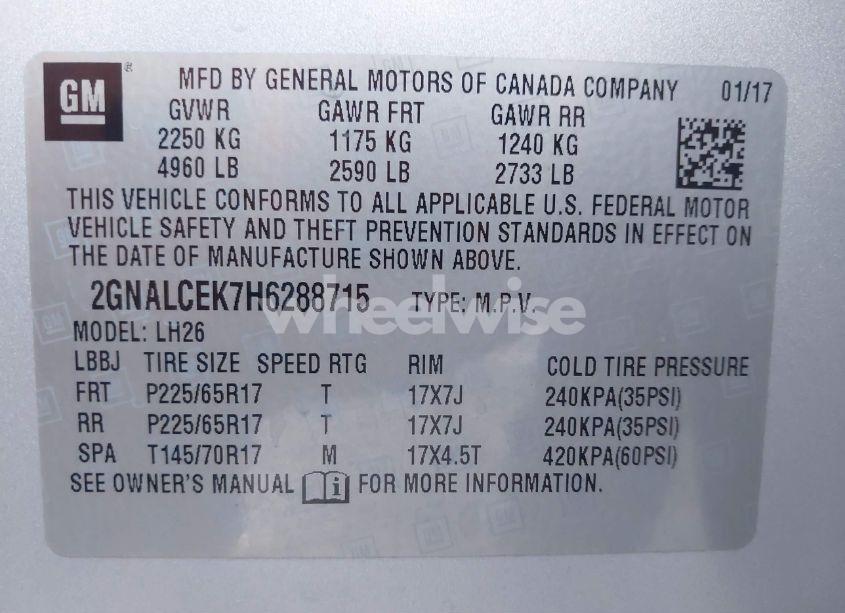 GM ®
MFD BY GENERAL MOTORS OF CANADA COMPANY 01/17
GVWR GAWR FRT GAWR RR
2250 KG 1175 KG 1240 KG
4960 LB 2590 LB 2733 LB
THIS VEHICLE CONFORMS TO ALL APPLICABLE U.S. FEDERAL MOTOR
VEHICLE SAFETY AND THEFT PREVENTION STANDARDS IN EFFECT ON
THE DATE OF MANUFACTURE SHOWN ABOVE.
2GNALCEK7H6288715 TYPE: M.P.V.
wheelwise
MODEL: LH26
LBBJ TIRE SIZE SPEED RTG RIM COLD TIRE PRESSURE
FRT P225/65R17 T 17X7J 240KPA(35PSI)
RR P225/65R17 T 17X7J 240KPA(35PSI)
SPA T145/70R17 M 17X4.5T 420KPA(60PSI)
SEE OWNER'S MANUAL i FOR MORE INFORMATION.